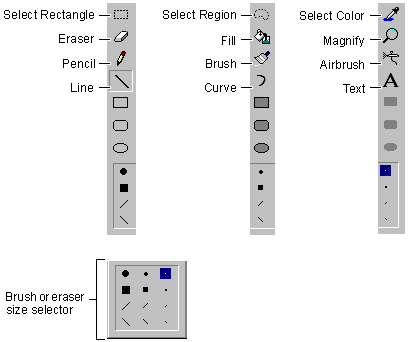 Select Rectangle
Eraser
Pencil
Line
Select Region
Fill
Brush
Curve
Select Color
Magnify
Airbrush
Text
A
Brush or eraser
size selector